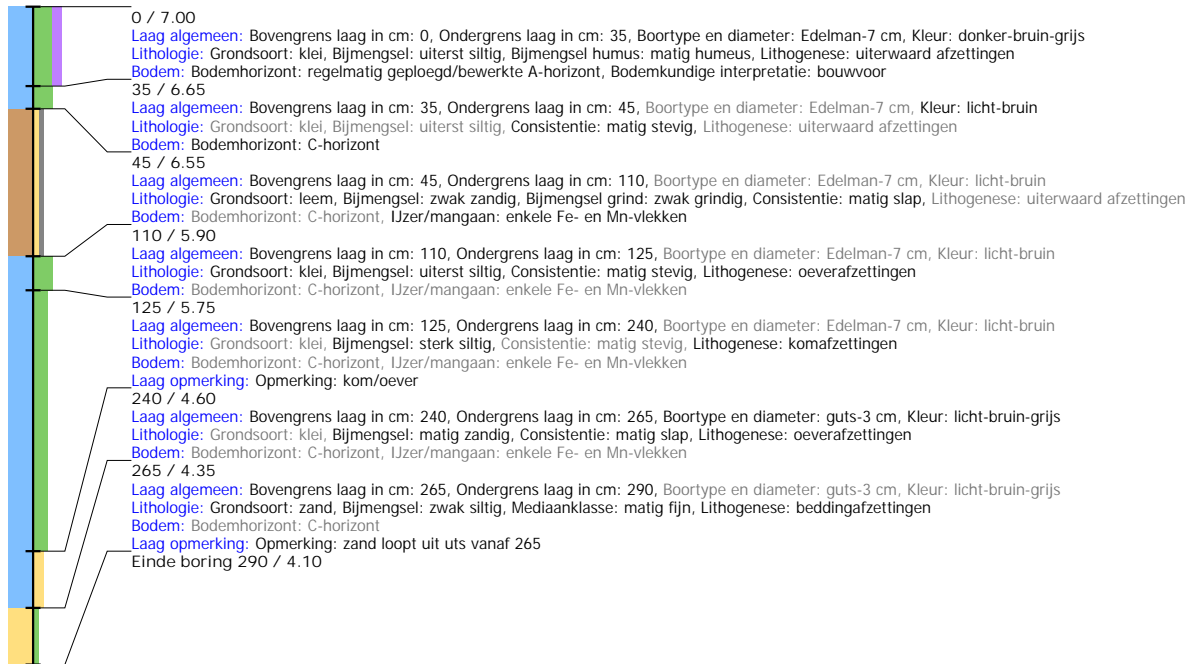 0 / 7.00
Laag algemeen: Bovengrens laag in cm: 0, Ondergrens laag in cm: 35, Boortype en diameter: Edelman-7 cm, Kleur: donker-bruin-grijs
Lithologie: Grondsoort: klei, Bijmengsel: uiterst siltig, Bijmengsel humus: matig humeus, Lithogenese: uiterwaard afzettingen
Bodem: Bodemhorizont: regelmatig geploegd/bewerkte A-horizont, Bodemkundige interpretatie: bouwvoor
35 / 6.65
Laag algemeen: Bovengrens laag in cm: 35, Ondergrens laag in cm: 45, Boortype en diameter: Edelman-7 cm, Kleur: licht-bruin
Lithologie: Grondsoort: klei, Bijmengsel: uiterst siltig, Consistentie: matig stevig, Lithogenese: uiterwaard afzettingen
Bodem: Bodemhorizont: C-horizont
45 / 6.55
Laag algemeen: Bovengrens laag in cm: 45, Ondergrens laag in cm: 110, Boortype en diameter: Edelman-7 cm, Kleur: licht-bruin
Lithologie: Grondsoort: leem, Bijmengsel: zwak zandig, Bijmengsel grind: zwak grindig, Consistentie: matig slap, Lithogenese: uiterwaard afzettingen
Bodem: Bodemhorizont: C-horizont, IJzer/mangaan: enkele Fe- en Mn-vlekken
110 / 5.90
Laag algemeen: Bovengrens laag in cm: 110, Ondergrens laag in cm: 125, Boortype en diameter: Edelman-7 cm, Kleur: licht-bruin
Lithologie: Grondsoort: klei, Bijmengsel: uiterst siltig, Consistentie: matig stevig, Lithogenese: oeverafzettingen
Bodem: Bodemhorizont: C-horizont, IJzer/mangaan: enkele Fe- en Mn-vlekken
125 / 5.75
Laag algemeen: Bovengrens laag in cm: 125, Ondergrens laag in cm: 240, Boortype en diameter: Edelman-7 cm, Kleur: licht-bruin
Lithologie: Grondsoort: klei, Bijmengsel: sterk siltig, Consistentie: matig stevig, Lithogenese: komafzettingen
Bodem: Bodemhorizont: C-horizont, IJzer/mangaan: enkele Fe- en Mn-vlekken
Laag opmerking: Opmerking: kom/oever
240 / 4.60
Laag algemeen: Bovengrens laag in cm: 240, Ondergrens laag in cm: 265, Boortype en diameter: guts-3 cm, Kleur: licht-bruin-grijs
Lithologie: Grondsoort: klei, Bijmengsel: matig zandig, Consistentie: matig slap, Lithogenese: oeverafzettingen
Bodem: Bodemhorizont: C-horizont, IJzer/mangaan: enkele Fe- en Mn-vlekken
265 / 4.35
Laag algemeen: Bovengrens laag in cm: 265, Ondergrens laag in cm: 290, Boortype en diameter: guts-3 cm, Kleur: licht-bruin-grijs
Lithologie: Grondsoort: zand, Bijmengsel: zwak siltig, Mediaanklasse: matig fijn, Lithogenese: beddingafzettingen
Bodem: Bodemhorizont: C-horizont
Laag opmerking: Opmerking: zand loopt uit uts vanaf 265
Einde boring 290 / 4.10